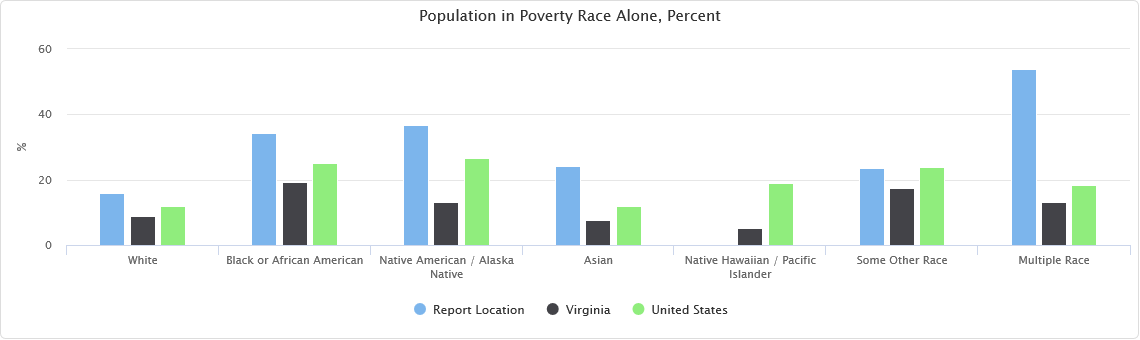 Population in Poverty Race Alone, Percent
60
40
20
0
%
White
Black or African American
Native American / Alaska
Native
Asian
Native Hawaiian / Pacific
Islander
Some Other Race
Multiple Race
Report Location
Virginia
United States